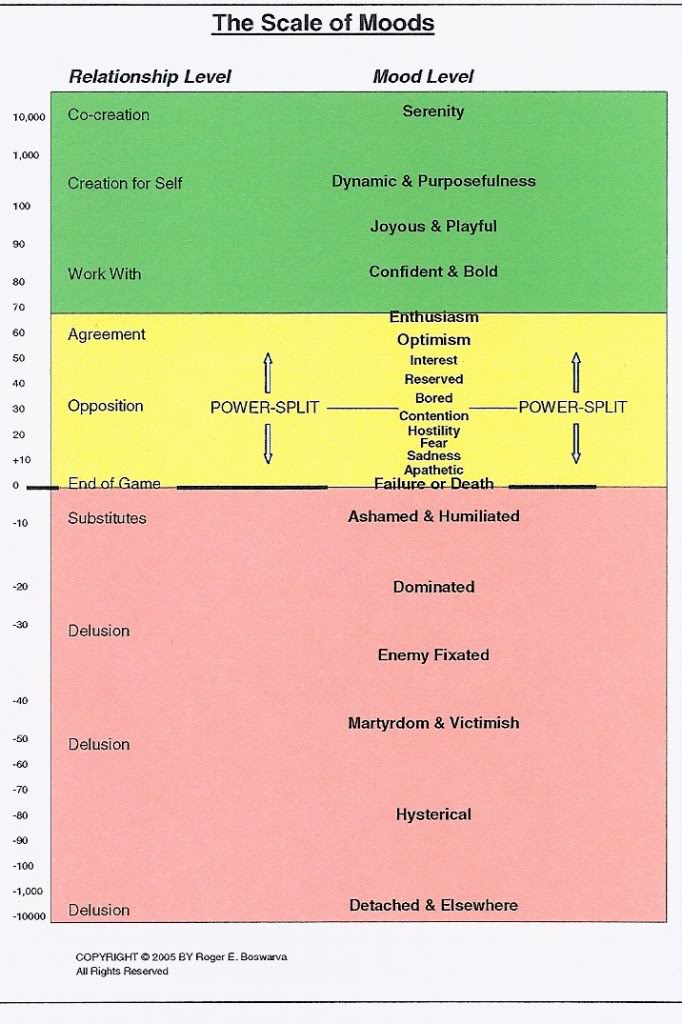 The Scale of Moods
Relationship Level Mood Level
10,000 Co-creation Serenity
1,000
Creation for Self Dynamic & Purposefulness
100
Joyous & Playful
90
Work With Confident & Bold
80
70
Enthusiasm
60 Agreement Optimism
50 Interest
40 Reserved
Bored
30 Opposition POWER-SPLIT POWER-SPLIT
Contention
20 Hostility
Fear
+10 Sadness
Apathetic
0 End of Game Failure or Death
-10 Substitutes Ashamed & Humiliated
-20 Dominated
-30 Delusion
Enemy Fixated
-40
Martyrdom & Victimish
-50 Delusion
-60
-70
-80 Hysterical
-90
-100
-1,000
-10000 Delusion Detached & Elsewhere
COPYRIGHT © 2005 BY Roger E. Boswarva
All Rights Reserved